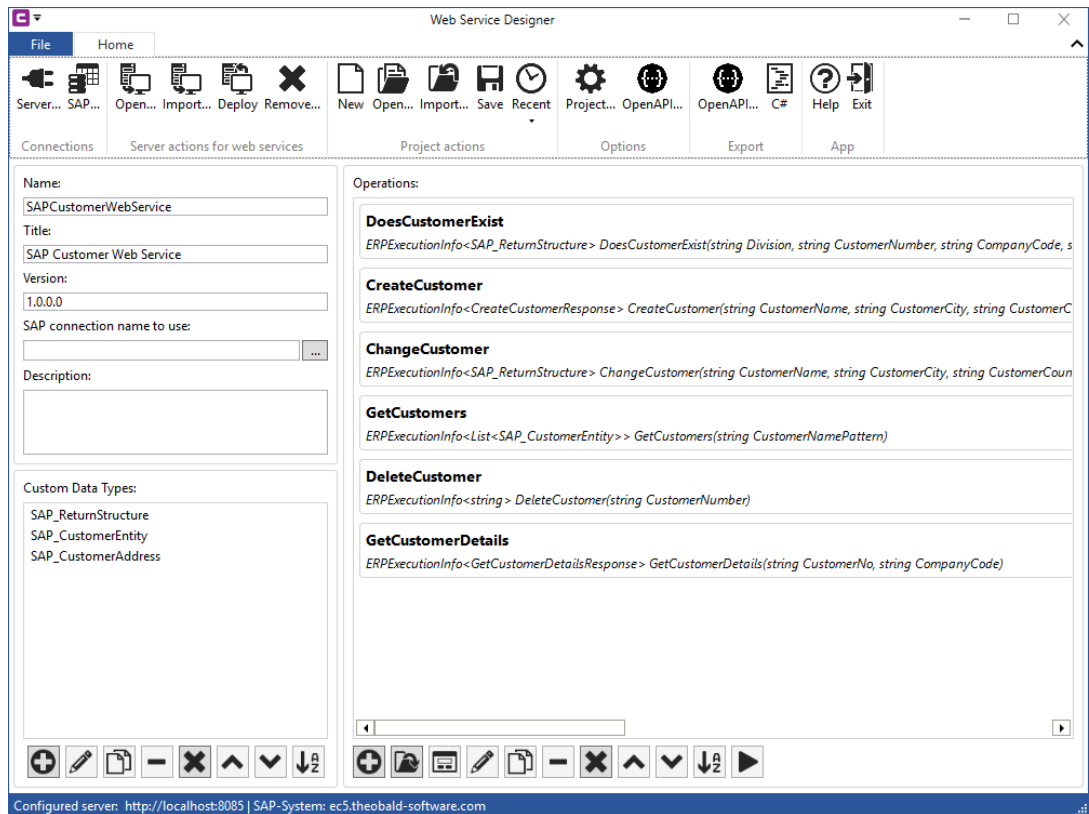 Web Service Designer
File Home
Server... SAP... Open... Import... Deploy Remove... New Open... Import... Save Recent Project... OpenAPI... OpenAPI... C# Help Exit
Connections Server actions for web services Project actions Options Export App
Name:
SAPCustomerWebService
Title:
SAP Customer Web Service
Version:
1.0.0.0
SAP connection name to use:
...
Description:
Custom Data Types:
SAP_ReturnStructure
SAP_CustomerEntity
SAP_CustomerAddress
Operations:
DoesCustomerExist
ERPExecutionInfo<SAP_ReturnStructure> DoesCustomerExist(string Division, string CustomerNumber, string CompanyCode, s
CreateCustomer
ERPExecutionInfo<CreateCustomerResponse> CreateCustomer(string CustomerName, string CustomerCity, string CustomerC
ChangeCustomer
ERPExecutionInfo<SAP_ReturnStructure> ChangeCustomer(string CustomerName, string CustomerCity, string CustomerCoun
GetCustomers
ERPExecutionInfo<List<SAP_CustomerEntity>> GetCustomers(string CustomerNamePattern)
DeleteCustomer
ERPExecutionInfo<string> DeleteCustomer(string CustomerNumber)
GetCustomerDetails
ERPExecutionInfo<GetCustomerDetailsResponse> GetCustomerDetails(string CustomerNo, string CompanyCode)
Configured server: http://localhost:8085 | SAP-System: ec5.theobald-software.com